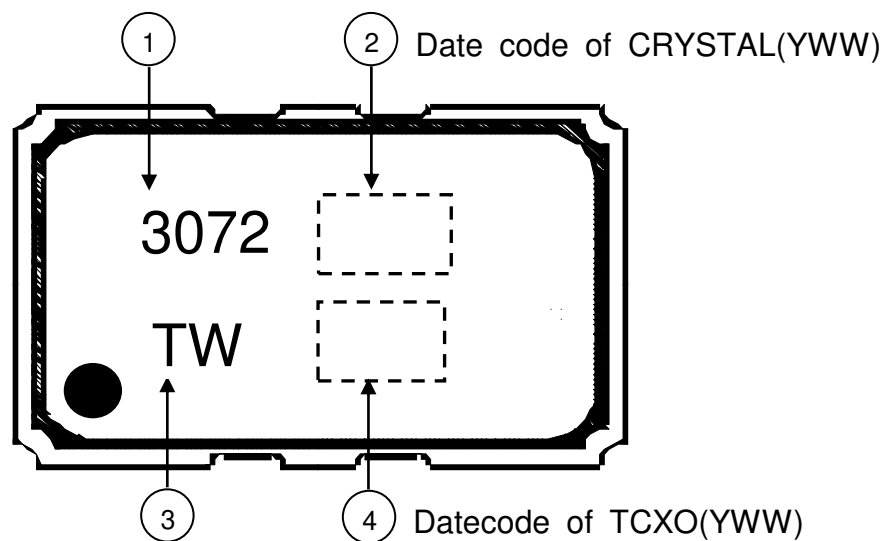 1 2 Date code of CRYSTAL(YWW)
3072
TW
3 4 Datecode of TCXO(YWW)